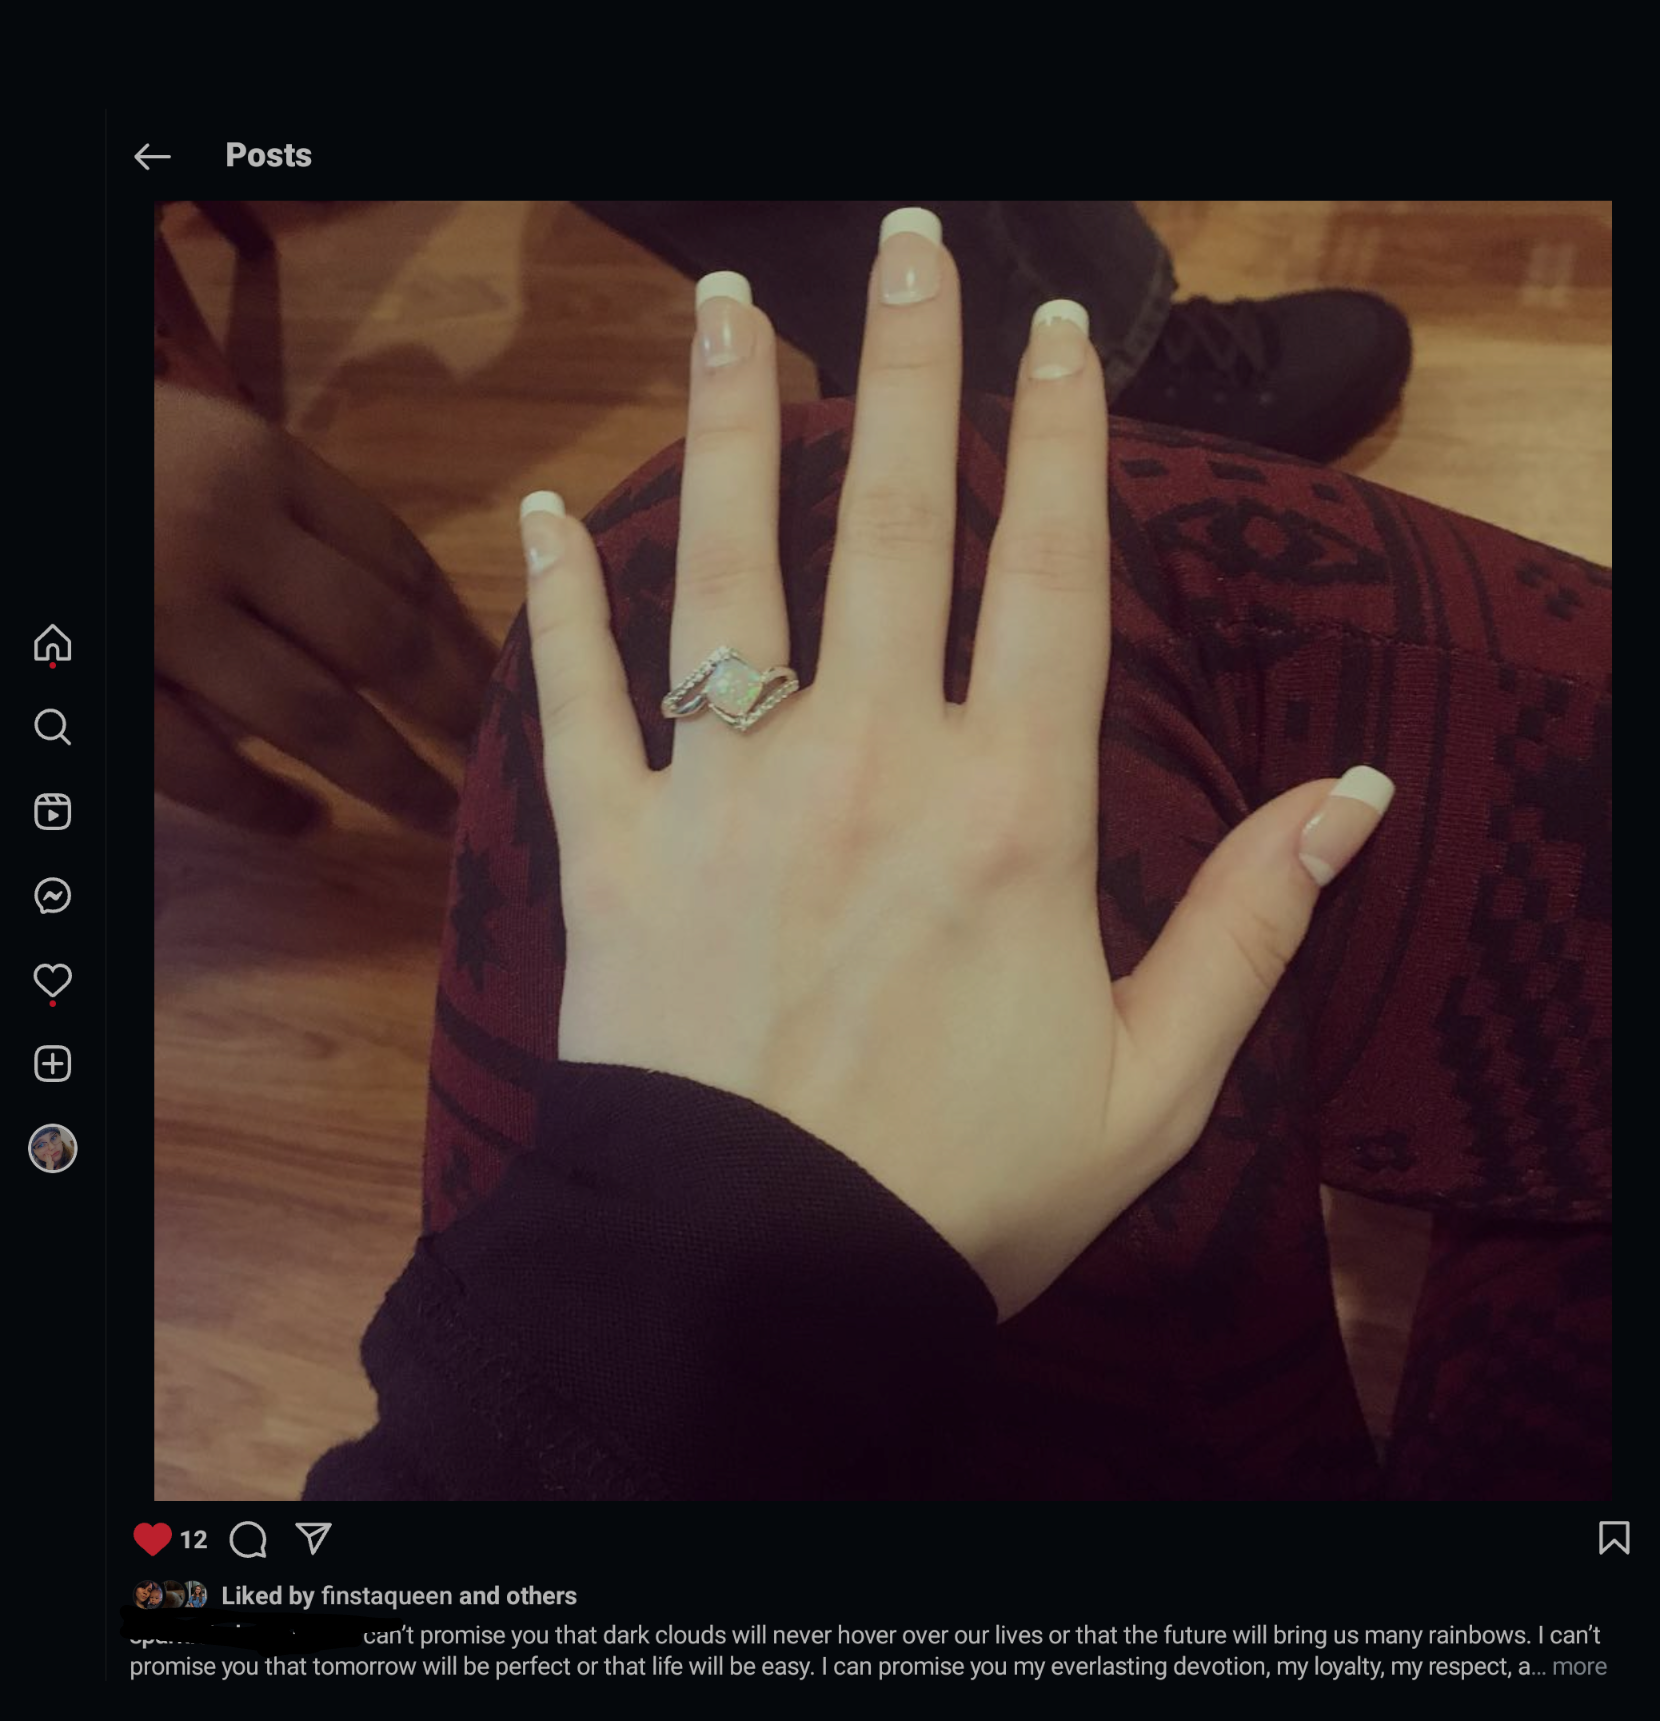 Posts
12
Liked by finstaqueen and others
can't promise you that dark clouds will never hover over our lives or that the future will bring us many rainbows. I can't
promise you that tomorrow will be perfect or that life will be easy. I can promise you my everlasting devotion, my loyalty, my respect, a... more